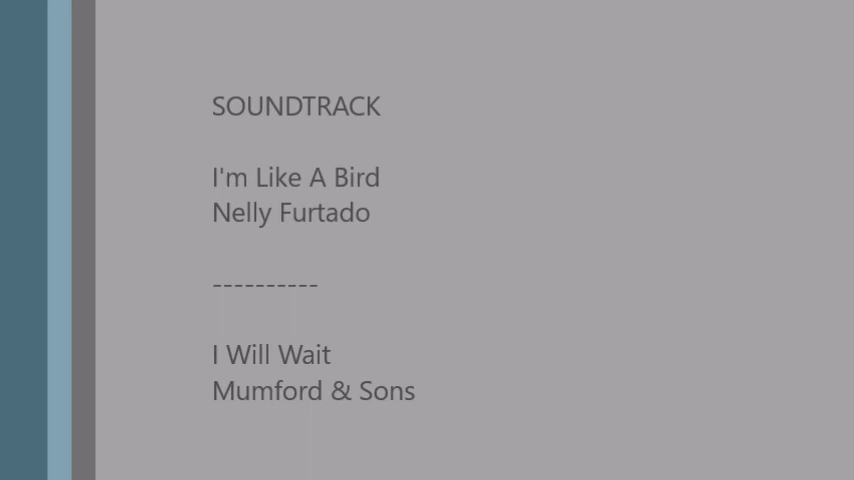 SOUNDTRACK
I'm Like A Bird
Nelly Furtado
----------
I Will Wait
Mumford & Sons